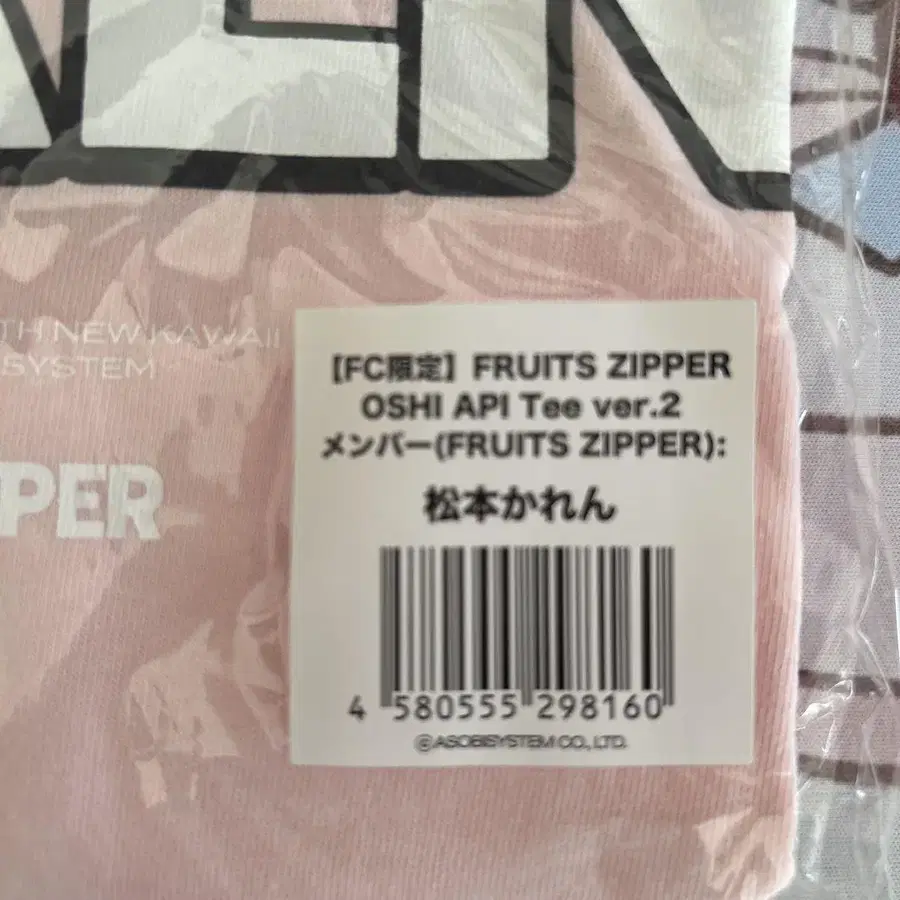 TH NEW KAWAII
SYSTEM
PPER
【FC限定】FRUITS ZIPPER
OSHI API Tee ver.2
メンバー(FRUITS ZIPPER):
松本かれん
4 580555 298160
©ASOBISYSTEM CO., LTD.